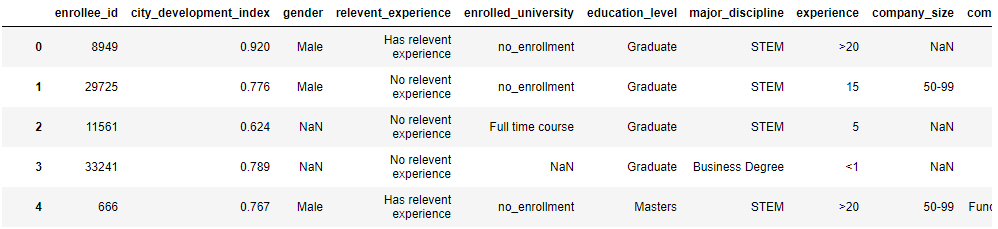 enrollee_id city_development_index gender relevent_experience enrolled_university education_level major_discipline experience company_size com
0 8949 0.920 Male Has relevent experience no_enrollment Graduate STEM >20 NaN
1 29725 0.776 Male No relevent experience no_enrollment Graduate STEM 15 50-99
2 11561 0.624 NaN No relevent experience Full time course Graduate STEM 5 NaN
3 33241 0.789 NaN No relevent experience NaN Graduate Business Degree <1 NaN
4 666 0.767 Male Has relevent experience no_enrollment Masters STEM >20 50-99 Func